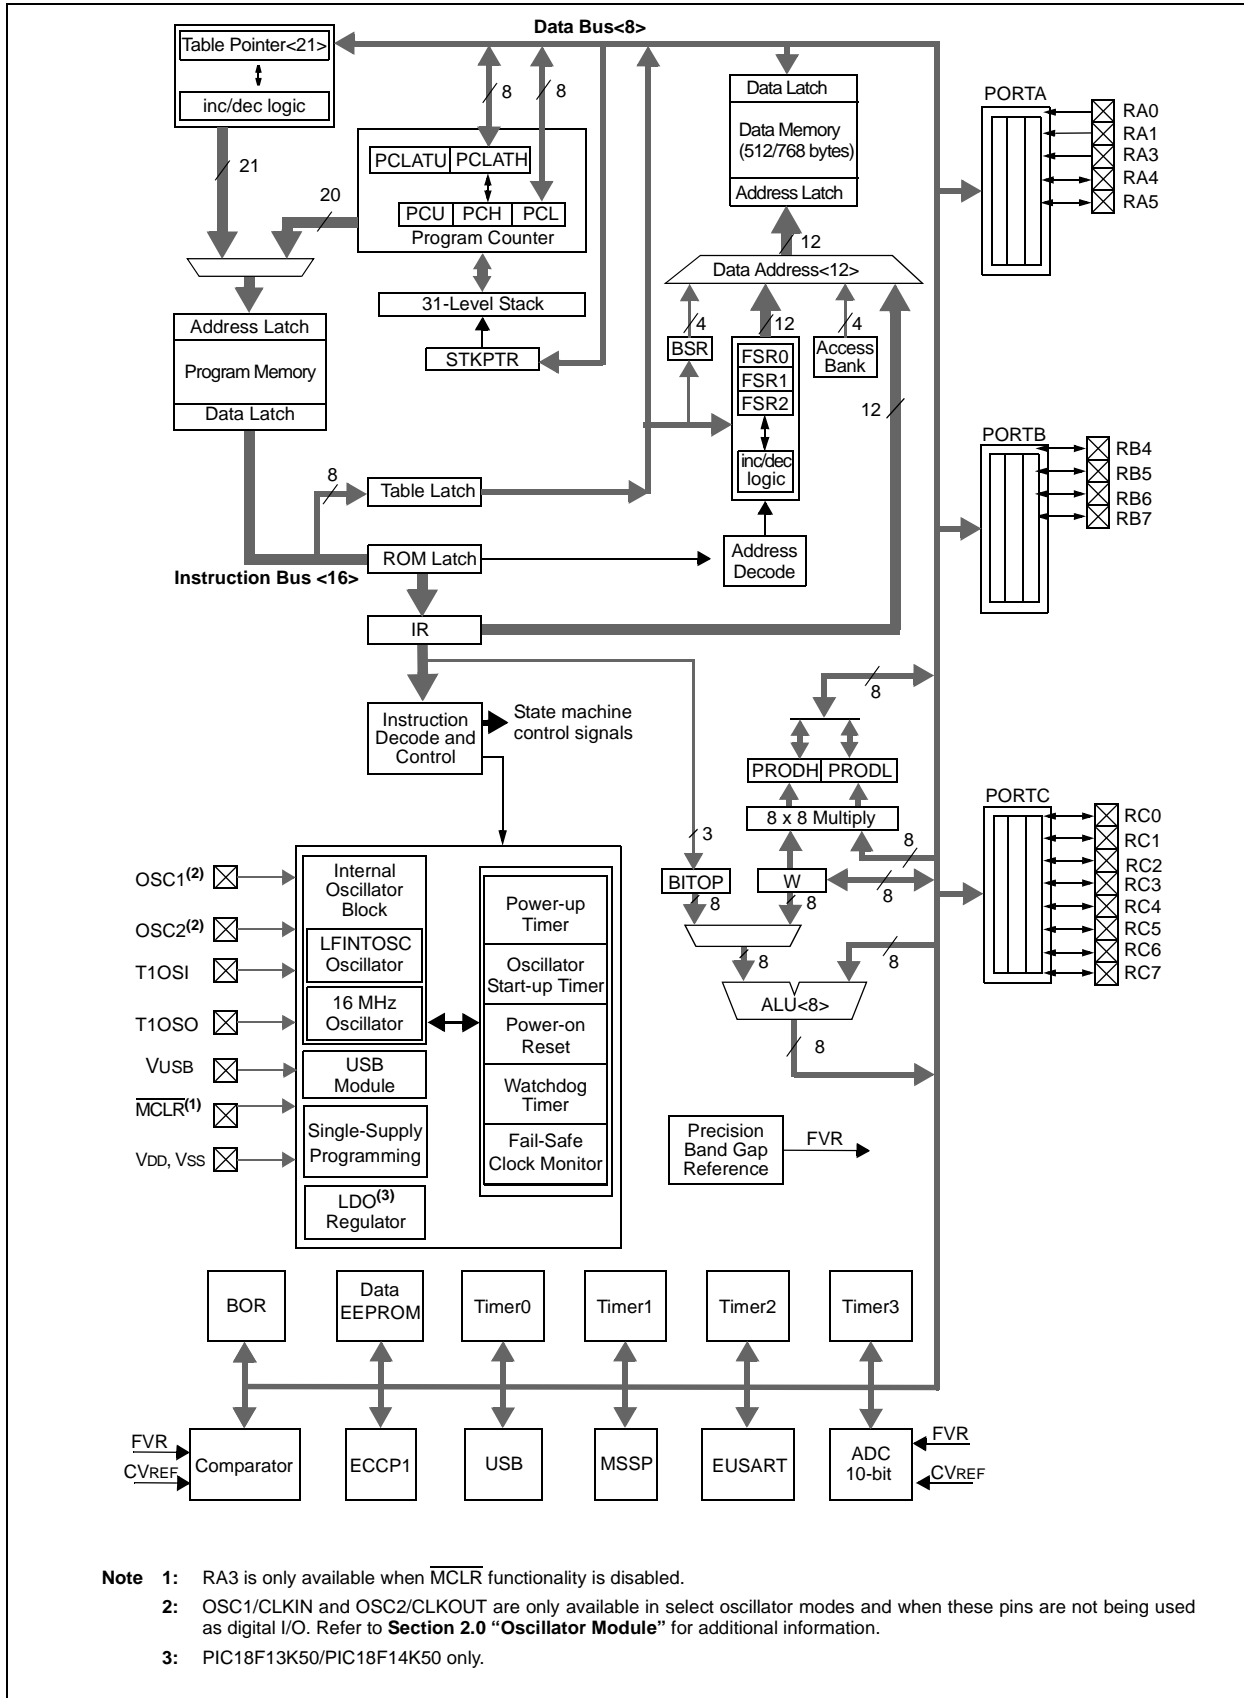 Data Bus<8>
Table Pointer<21>
inc/dec logic
21
20
8
8
PCLATU PCLATH
PCU PCH PCL
Program Counter
31-Level Stack
STKPTR
Data Latch
Data Memory
(512/768 bytes)
Address Latch
12
Data Address<12>
4
12
4
BSR
FSR0
FSR1
FSR2
inc/dec
logic
Access
Bank
12
Address
Decode
PORTA
RA0
RA1
RA3
RA4
RA5
Address Latch
Program Memory
Data Latch
8
Table Latch
ROM Latch
Instruction Bus <16>
IR
PORTB
RB4
RB5
RB6
RB7
Instruction
Decode and
Control
State machine
control signals
8
PRODH PRODL
8 x 8 Multiply
3
8
BITOP
W
8
8
8
8
8
ALU<8>
8
PORTC
RC0
RC1
RC2
RC3
RC4
RC5
RC6
RC7
OSC1(2)
OSC2(2)
T1OSI
T1OSO
VUSB
MCLR(1)
VDD, VSS
Internal
Oscillator
Block
LFINTOSC
Oscillator
16 MHz
Oscillator
USB
Module
Single-Supply
Programming
LDO(3)
Regulator
Power-up
Timer
Oscillator
Start-up Timer
Power-on
Reset
Watchdog
Timer
Fail-Safe
Clock Monitor
Precision
Band Gap
Reference
FVR
BOR
Data
EEPROM
Timer0
Timer1
Timer2
Timer3
FVR
CVREF
Comparator
ECCP1
USB
MSSP
EUSART
ADC
10-bit
FVR
CVREF
Note 1: RA3 is only available when MCLR functionality is disabled.
2: OSC1/CLKIN and OSC2/CLKOUT are only available in select oscillator modes and when these pins are not being used
as digital I/O. Refer to Section 2.0 “Oscillator Module” for additional information.
3: PIC18F13K50/PIC18F14K50 only.